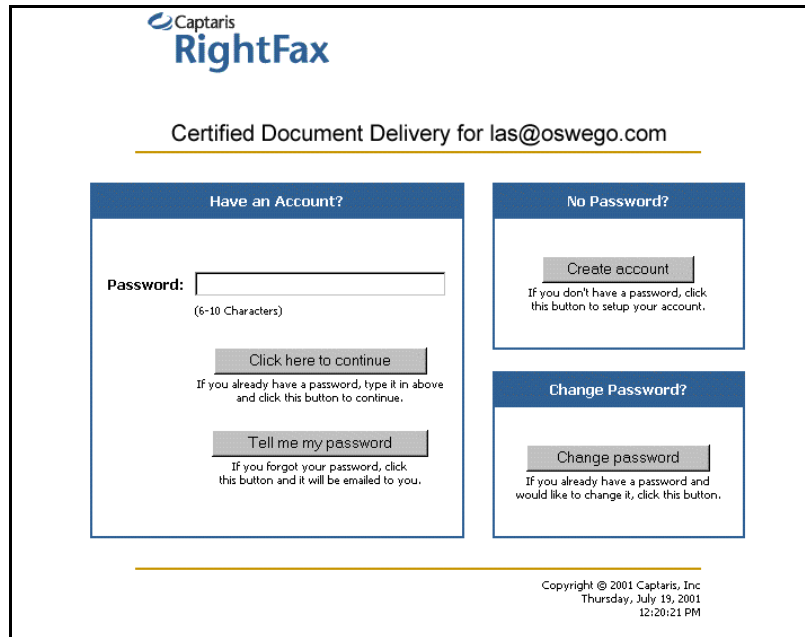 Captaris
RightFax
Certified Document Delivery for las@oswego.com
Have an Account?
Password:
(6-10 Characters)
Click here to continue
If you already have a password, type it in above
and click this button to continue.
Tell me my password
If you forgot your password, click
this button and it will be emailed to you.
No Password?
Create account
If you don't have a password, click
this button to setup your account.
Change Password?
Change password
If you already have a password and
would like to change it, click this button.
Copyright © 2001 Captaris, Inc
Thursday, July 19, 2001
12:20:21 PM